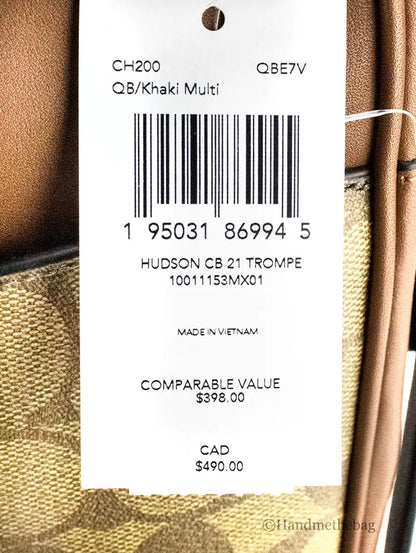 CH200 QBE7V
QB/Khaki Multi
1 95031 86994 5
HUDSON CB 21 TROMPE
10011153MX01
MADE IN VIETNAM
COMPARABLE VALUE
$398.00
CAD
$490.00
©Handmethebag